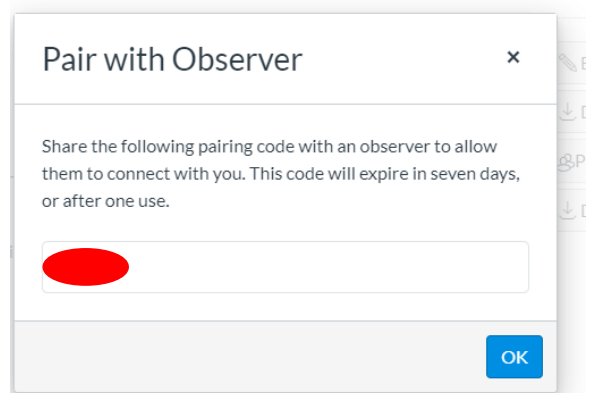 Pair with Observer ×
Share the following pairing code with an observer to allow
them to connect with you. This code will expire in seven days,
or after one use.
OK